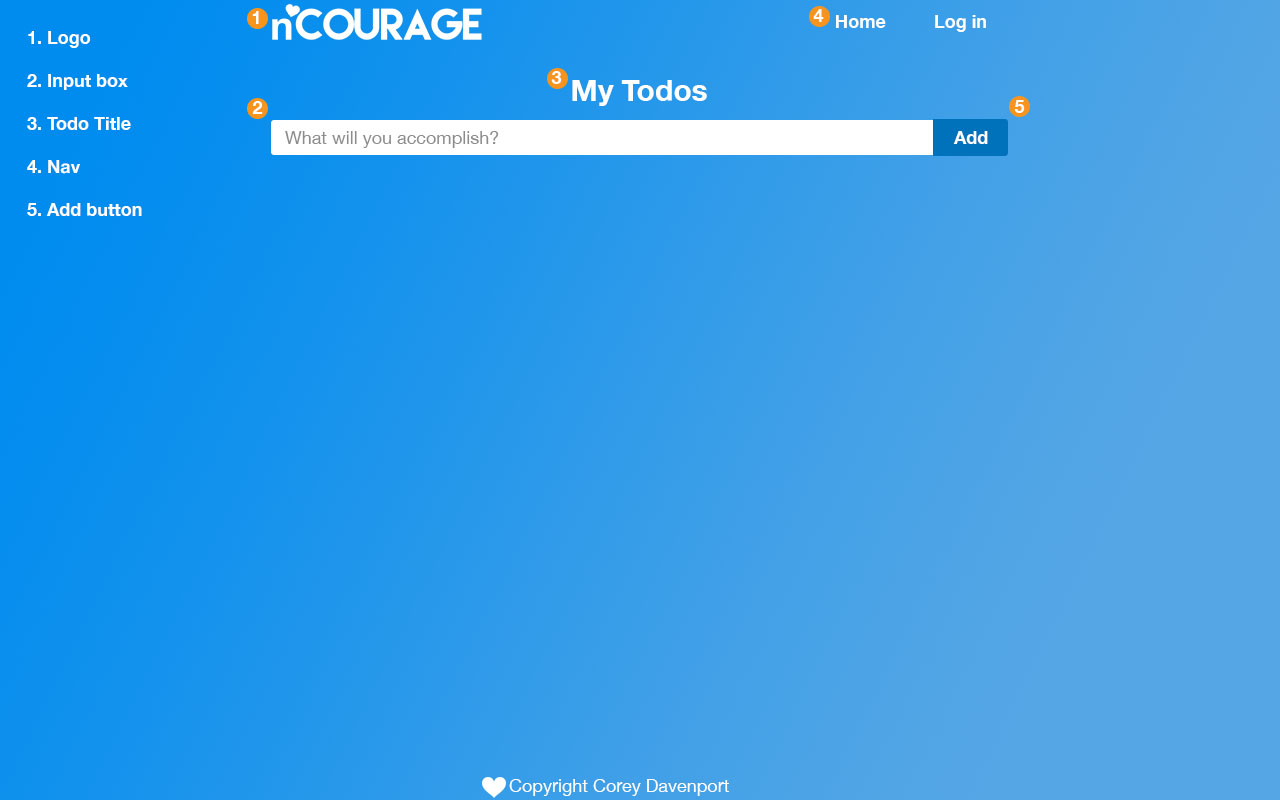 1. Logo
2. Input box
3. Todo Title
4. Nav
5. Add button
1 n'COURAGE
4 Home Log in
3 My Todos
2
5
What will you accomplish? Add
Copyright Corey Davenport